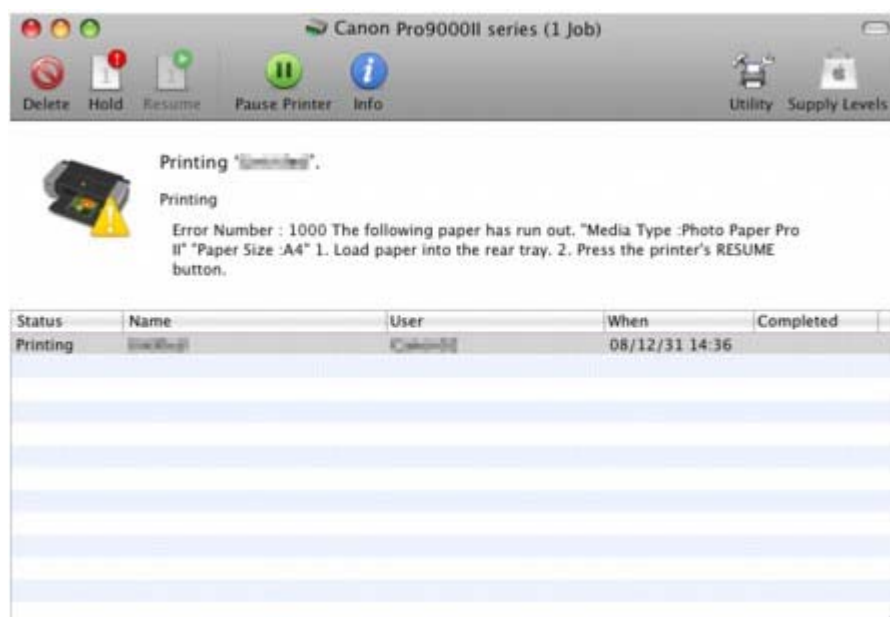 Canon Pro9000II series (1 Job)
Delete Hold Resume Pause Printer Info Utility Supply Levels
Printing "        ".
Printing
Error Number : 1000 The following paper has run out. "Media Type :Photo Paper Pro
II" "Paper Size :A4" 1. Load paper into the rear tray. 2. Press the printer's RESUME
button.
Status Name User When Completed
Printing 08/12/31 14:36